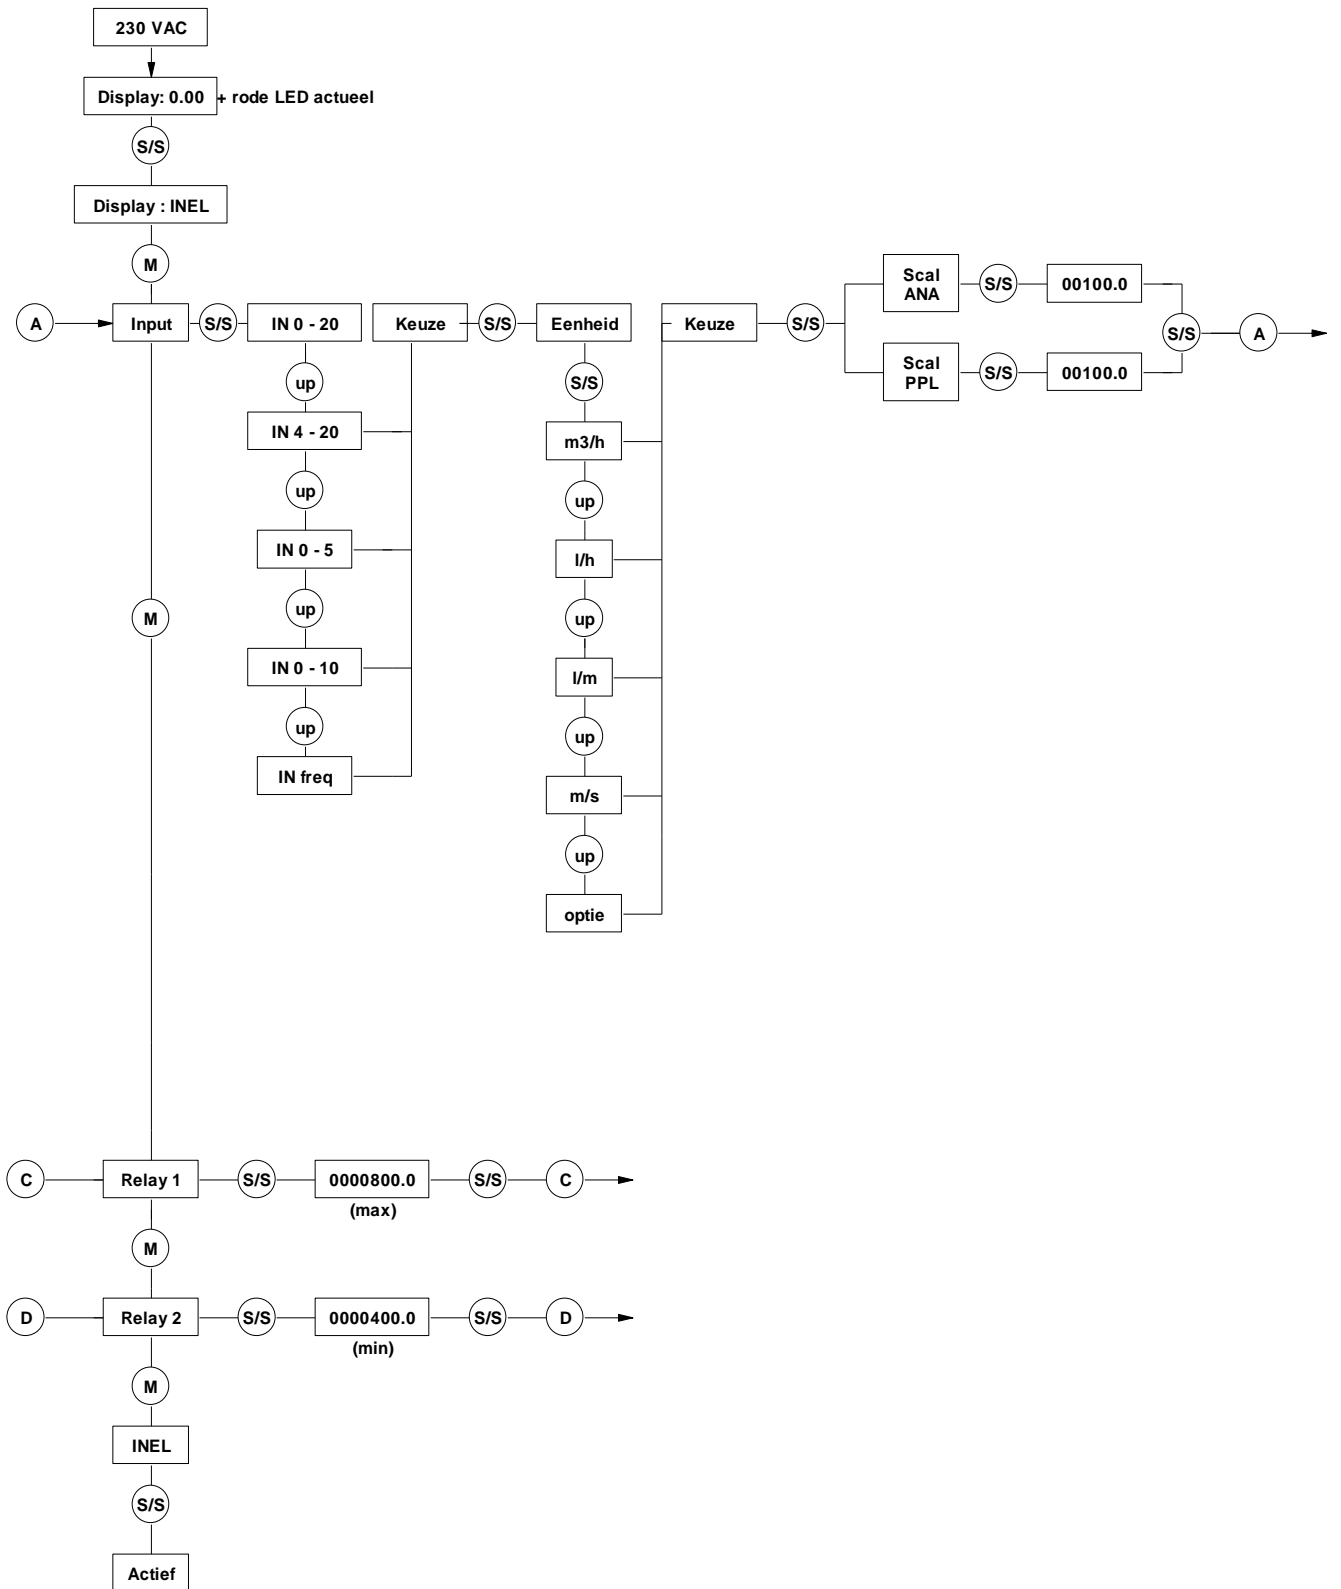 230 VAC
Display: 0.00 + rode LED actueel
S/S
Display : INEL
M
A Input S/S IN 0 - 20 Keuze S/S Eenheid Keuze S/S
Scal
ANA
S/S 00100.0
Scal
PPL
S/S 00100.0
S/S A
up
IN 4 - 20
up
IN 0 - 5
up
IN 0 - 10
up
IN freq
S/S
m3/h
up
l/h
up
l/m
up
m/s
up
optie
M
C Relay 1 S/S 0000800.0 S/S C
(max)
M
D Relay 2 S/S 0000400.0 S/S D
(min)
M
INEL
S/S
Actief